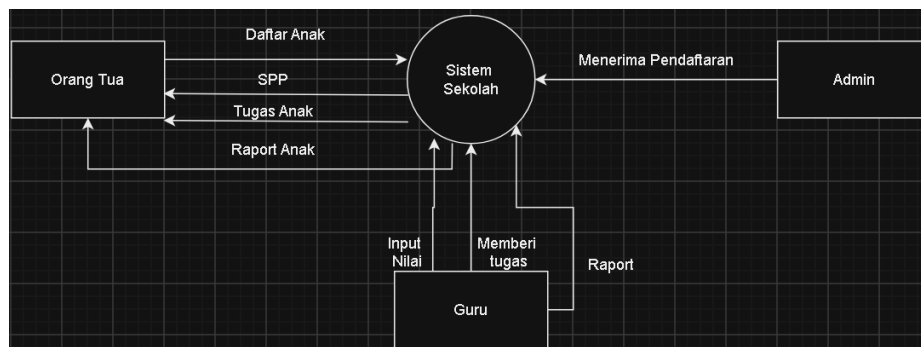 Daftar Anak
Orang Tua
SPP
Tugas Anak
Raport Anak
Sistem
Sekolah
Menerima Pendaftaran
Admin
Input
Nilai
Memberi
tugas
Raport
Guru